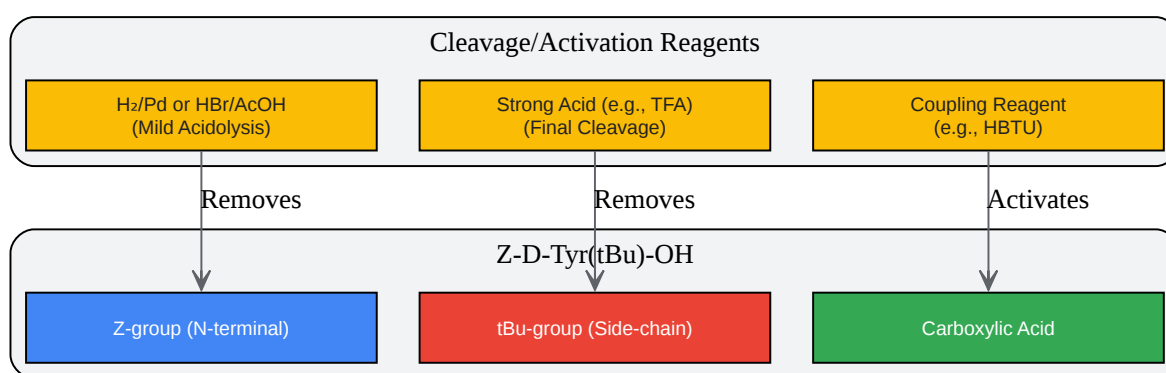 Cleavage/Activation Reagents
H₂/Pd or HBr/AcOH
(Mild Acidolysis)
Strong Acid (e.g., TFA)
(Final Cleavage)
Coupling Reagent
(e.g., HBTU)
Removes
Removes
Activates
Z-D-Tyr(tBu)-OH
Z-group (N-terminal)
tBu-group (Side-chain)
Carboxylic Acid